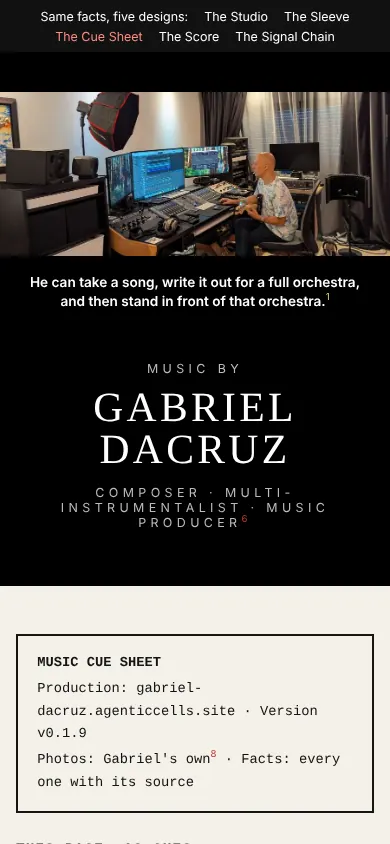 Same facts, five designs: The Studio The Sleeve
The Cue Sheet The Score The Signal Chain
He can take a song, write it out for a full orchestra,
and then stand in front of that orchestra.1
MUSIC BY
GABRIEL
DACRUZ
COMPOSER · MULTI-
INSTRUMENTALIST · MUSIC
PRODUCER6
MUSIC CUE SHEET
Production: gabriel-
dacruz.agenticcells.site · Version
v0.1.9
Photos: Gabriel's own8 · Facts: every
one with its source